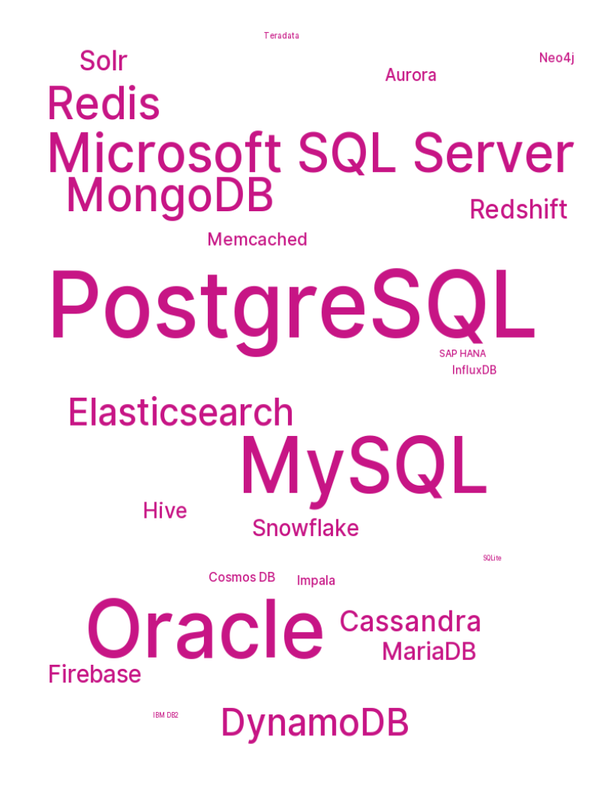 Teradata
Neo4j
Solr
Aurora
Redis
Microsoft SQL Server
MongoDB
Redshift
Memcached
PostgreSQL
SAP HANA
InfluxDB
Elasticsearch
MySQL
Hive
Snowflake
SQLite
Cosmos DB
Impala
Oracle
Cassandra
MariaDB
Firebase
IBM DB2
DynamoDB